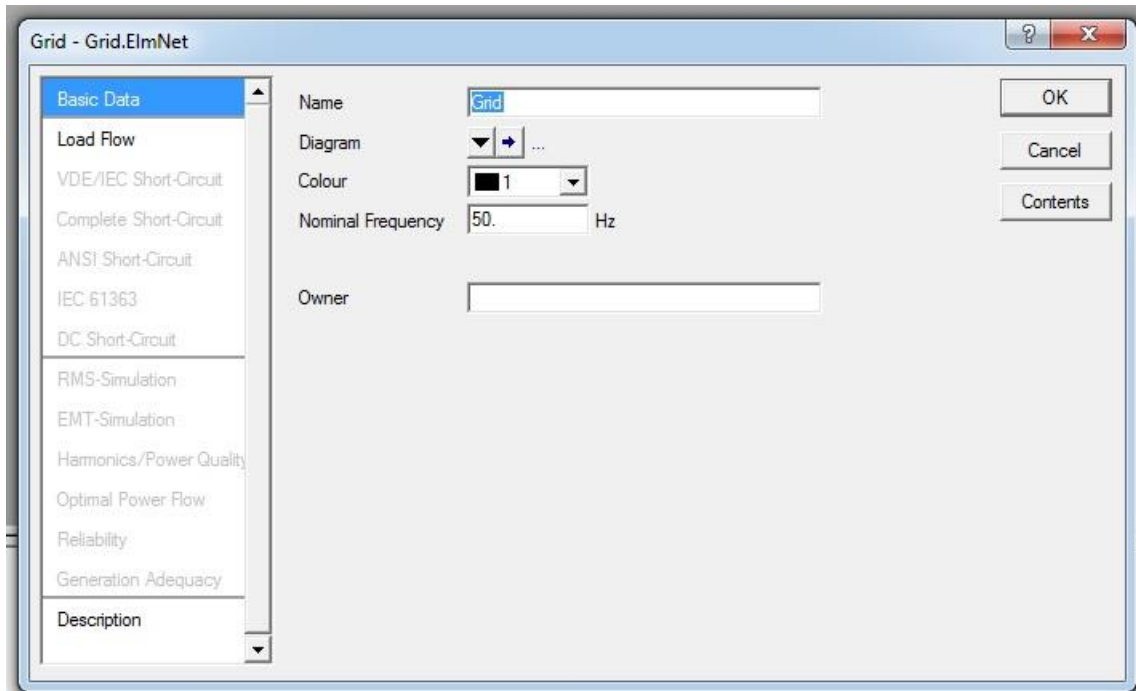 Grid - Grid.ElmNet
Basic Data
Load Flow
VDE/IEC Short-Circuit
Complete Short-Circuit
ANSI Short-Circuit
IEC 61363
DC Short-Circuit
RMS-Simulation
EMT-Simulation
Harmonics/Power Quality
Optimal Power Flow
Reliability
Generation Adequacy
Description
Name Grid
Diagram ...
Colour 1
Nominal Frequency 50. Hz
Owner
OK
Cancel
Contents